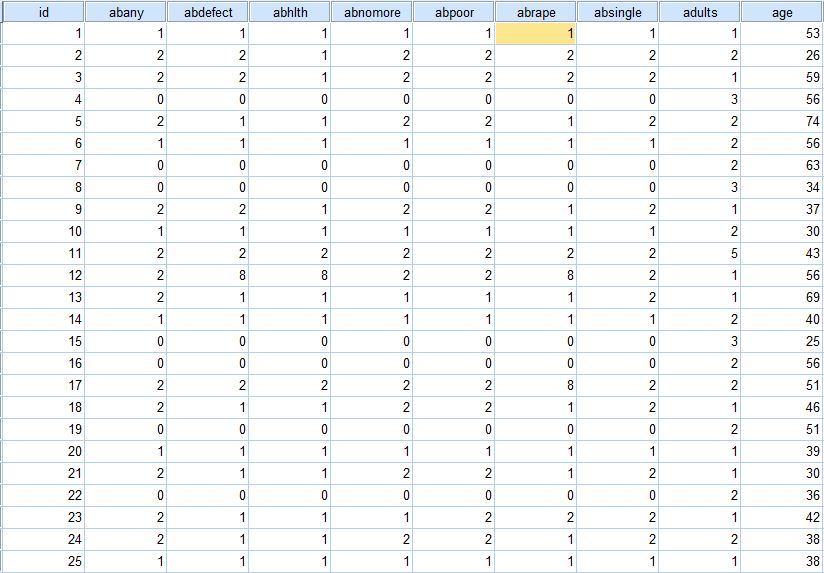 id abany abdefect abhlth abnomore abpoor abrape absingle adults age
1 1 1 1 1 1 1 1 1 53
2 2 2 1 2 2 2 2 2 26
3 2 2 1 2 2 2 2 1 59
4 0 0 0 0 0 0 0 3 56
5 2 1 1 2 2 1 2 2 74
6 1 1 1 1 1 1 1 2 56
7 0 0 0 0 0 0 0 2 63
8 0 0 0 0 0 0 0 3 34
9 2 2 1 2 2 1 2 1 37
10 1 1 1 1 1 1 1 2 30
11 2 2 2 2 2 2 2 5 43
12 2 8 8 2 2 8 2 1 56
13 2 1 1 1 1 1 2 1 69
14 1 1 1 1 1 1 1 2 40
15 0 0 0 0 0 0 0 3 25
16 0 0 0 0 0 0 0 2 56
17 2 2 2 2 2 8 2 2 51
18 2 1 1 2 2 1 2 1 46
19 0 0 0 0 0 0 0 2 51
20 1 1 1 1 1 1 1 1 39
21 2 1 1 2 2 1 2 1 30
22 0 0 0 0 0 0 0 2 36
23 2 1 1 1 2 2 2 1 42
24 2 1 1 2 2 1 2 2 38
25 1 1 1 1 1 1 1 1 38